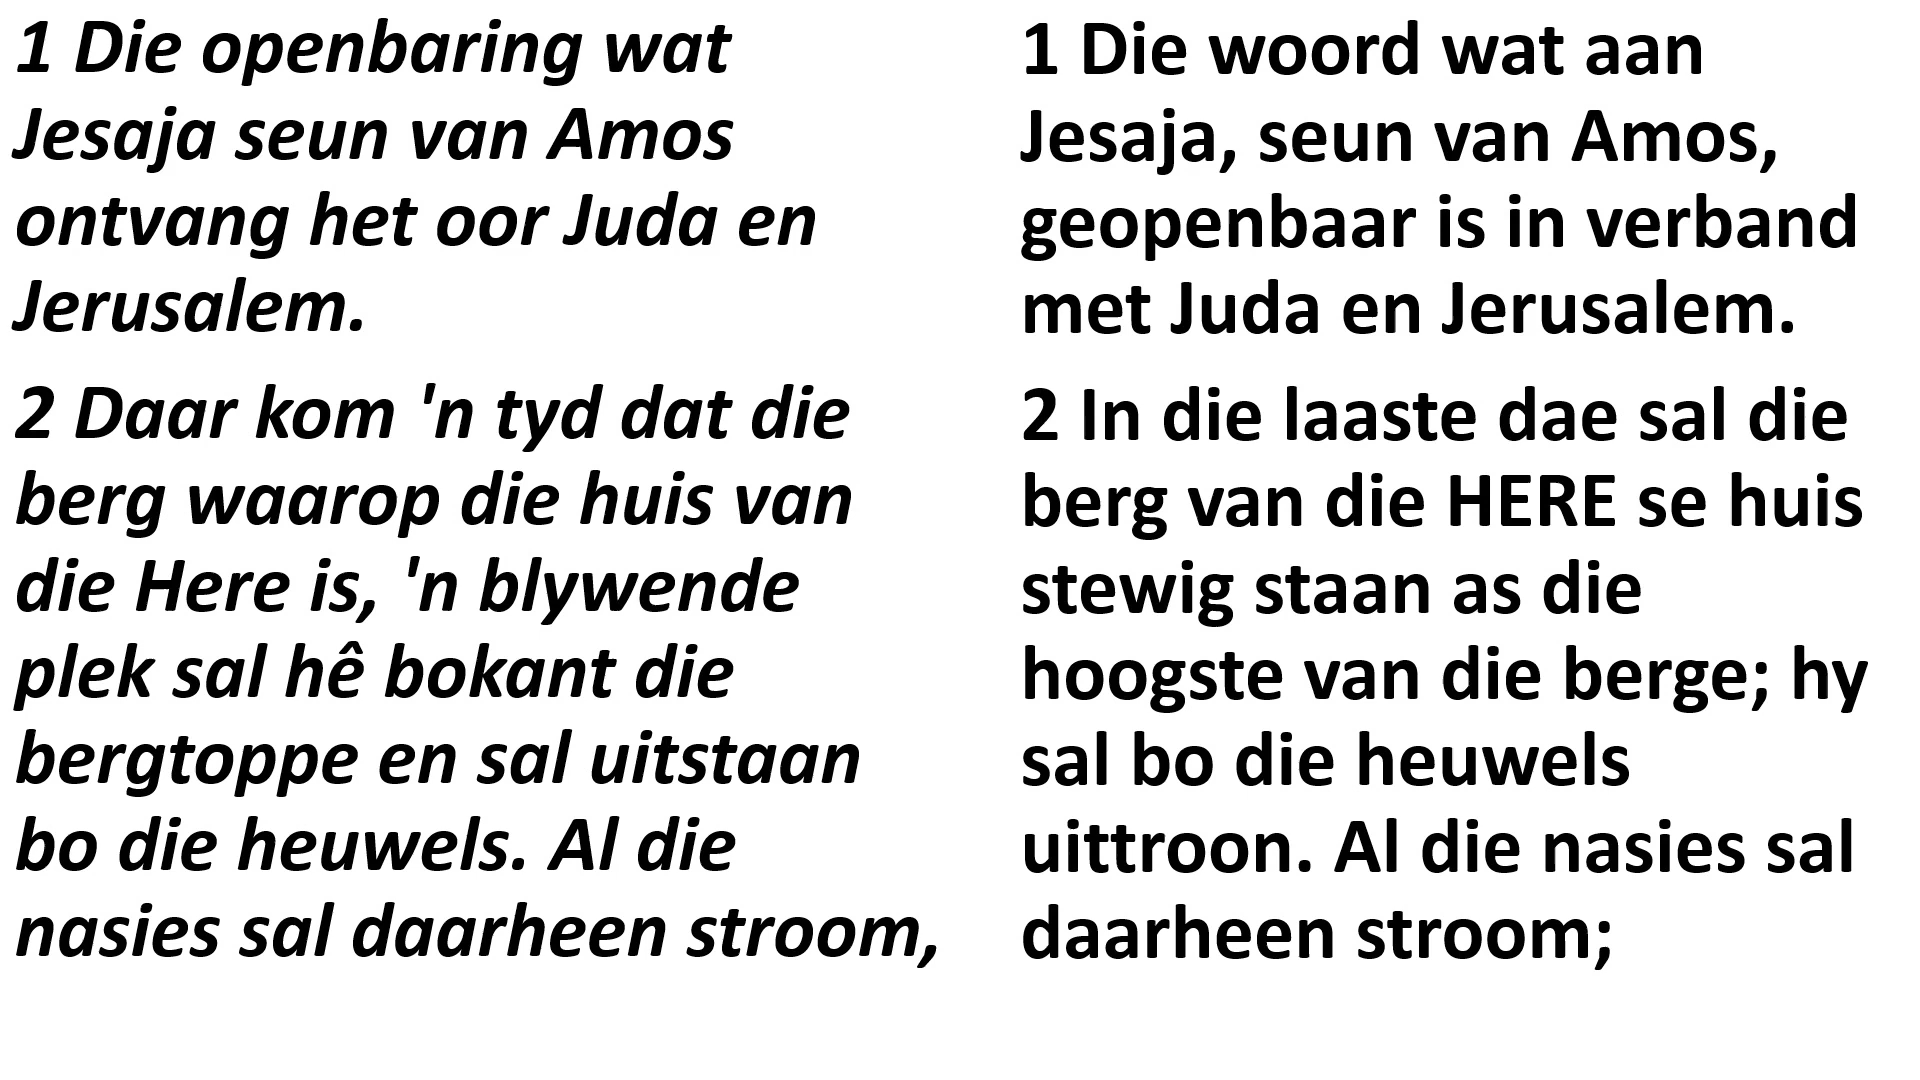 1 Die openbaring wat
Jesaja seun van Amos
ontvang het oor Juda en
Jerusalem.
2 Daar kom 'n tyd dat die
berg waarop die huis van
die Here is, 'n blywende
plek sal hê bokant die
bergtoppe en sal uitstaan
bo die heuwels. Al die
nasies sal daarheen stroom,
1 Die woord wat aan
Jesaja, seun van Amos,
geopenbaar is in verband
met Juda en Jerusalem.
2 In die laaste dae sal die
berg van die HERE se huis
stewig staan as die
hoogste van die berge; hy
sal bo die heuwels
uittroon. Al die nasies sal
daarheen stroom;